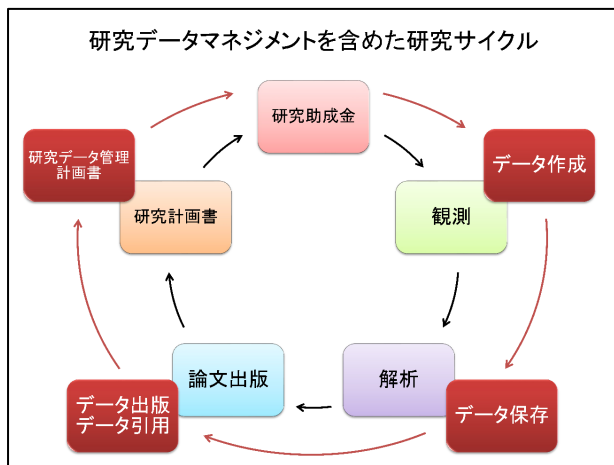 研究データマネジメントを含めた研究サイクル
研究助成金
研究データ管理
計画書
データ作成
研究計画書
観測
論文出版
解析
データ出版
データ引用
データ保存